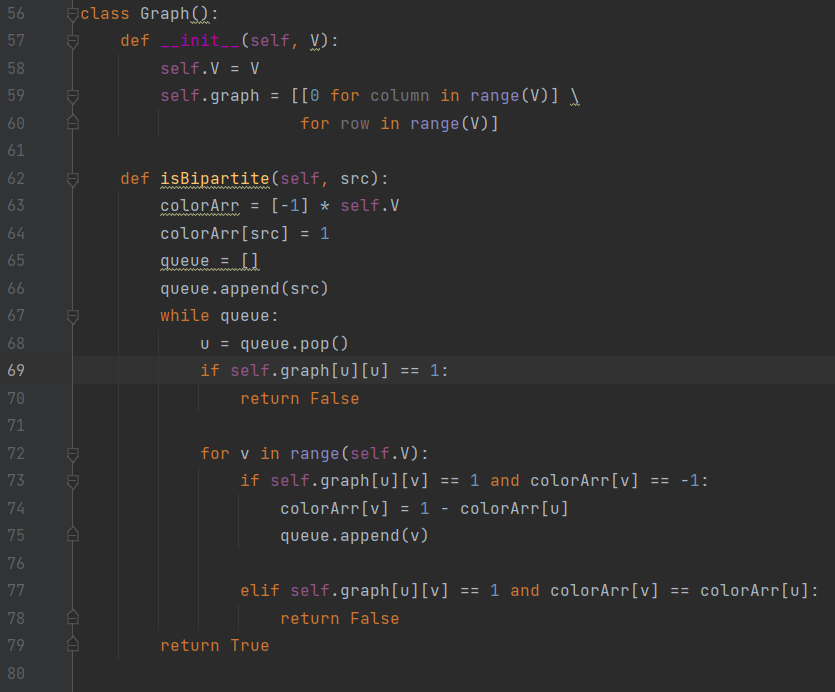 56 class Graph():
57     def __init__(self, V):
58         self.V = V
59         self.graph = [[0 for column in range(V)] \
60                       for row in range(V)]
61
62     def isBipartite(self, src):
63         colorArr = [-1] * self.V
64         colorArr[src] = 1
65         queue = []
66         queue.append(src)
67         while queue:
68             u = queue.pop()
69             if self.graph[u][u] == 1:
70                 return False
71
72             for v in range(self.V):
73                 if self.graph[u][v] == 1 and colorArr[v] == -1:
74                     colorArr[v] = 1 - colorArr[u]
75                     queue.append(v)
76
77                 elif self.graph[u][v] == 1 and colorArr[v] == colorArr[u]:
78                     return False
79         return True
80